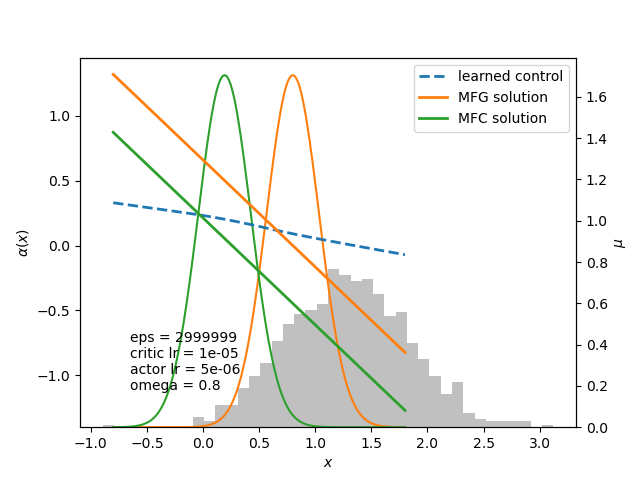 learned control
MFG solution
MFC solution
eps = 2999999
critic lr = 1e-05
actor lr = 5e-06
omega = 0.8
α(x)
1.0
0.5
0.0
−0.5
−1.0
μ
1.6
1.4
1.2
1.0
0.8
0.6
0.4
0.2
0.0
−1.0 −0.5 0.0 0.5 1.0 1.5 2.0 2.5 3.0
x